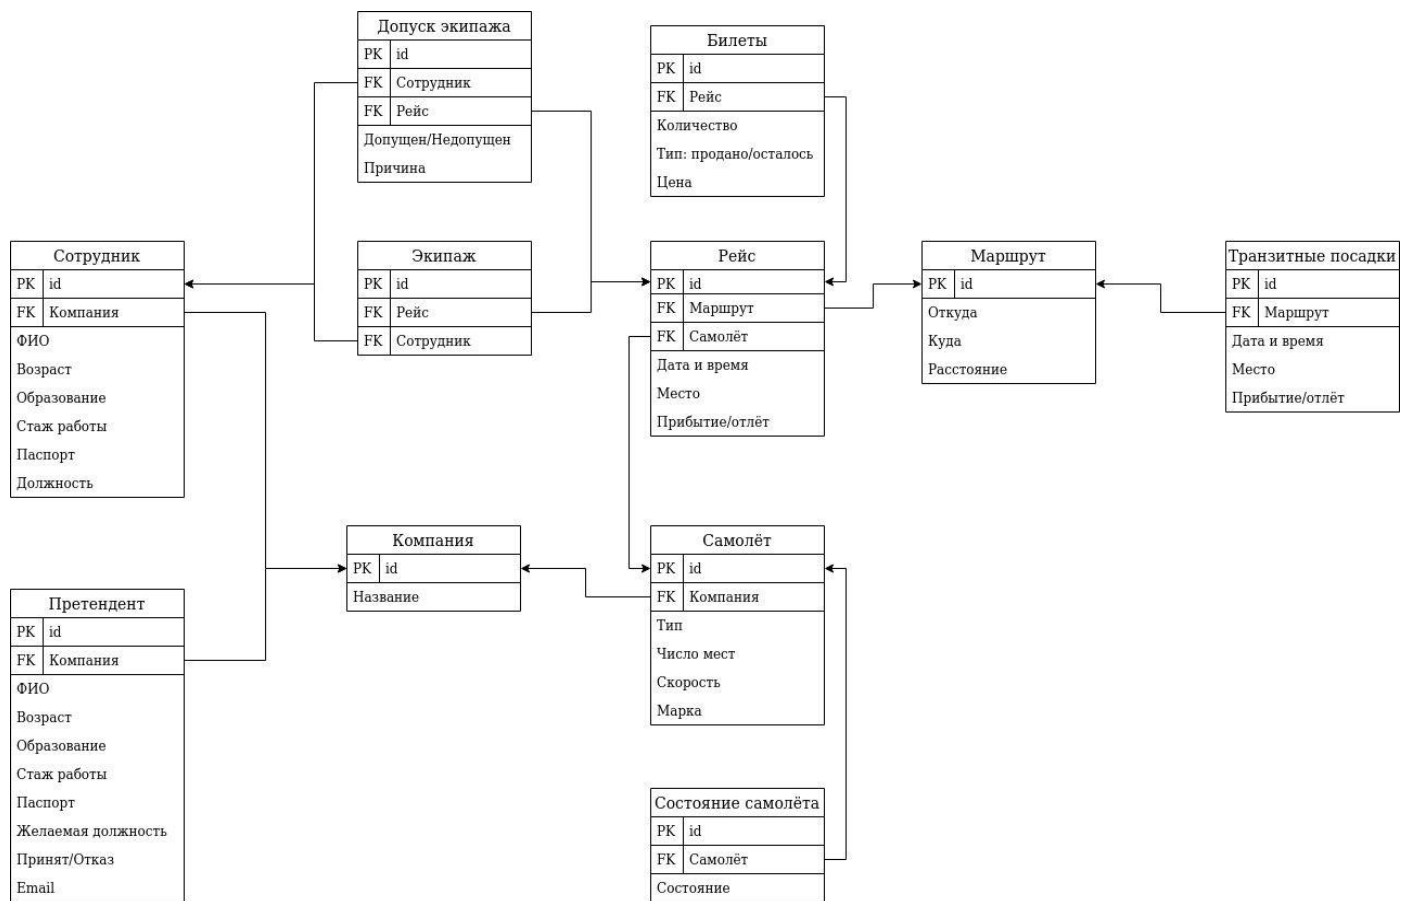 Допуск экипажа
PK id
FK Сотрудник
FK Рейс
Допущен/Недопущен
Причина
Билеты
PK id
FK Рейс
Количество
Тип: продано/осталось
Цена
Сотрудник
PK id
FK Компания
ФИО
Возраст
Образование
Стаж работы
Паспорт
Должность
Экипаж
PK id
FK Рейс
FK Сотрудник
Рейс
PK id
FK Маршрут
FK Самолёт
Дата и время
Место
Прибытие/отлёт
Маршрут
PK id
Откуда
Куда
Расстояние
Транзитные посадки
PK id
FK Маршрут
Дата и время
Место
Прибытие/отлёт
Компания
PK id
Название
Самолёт
PK id
FK Компания
Тип
Число мест
Скорость
Марка
Претендент
PK id
FK Компания
ФИО
Возраст
Образование
Стаж работы
Паспорт
Желаемая должность
Принят/Отказ
Email
Состояние самолёта
PK id
FK Самолёт
Состояние